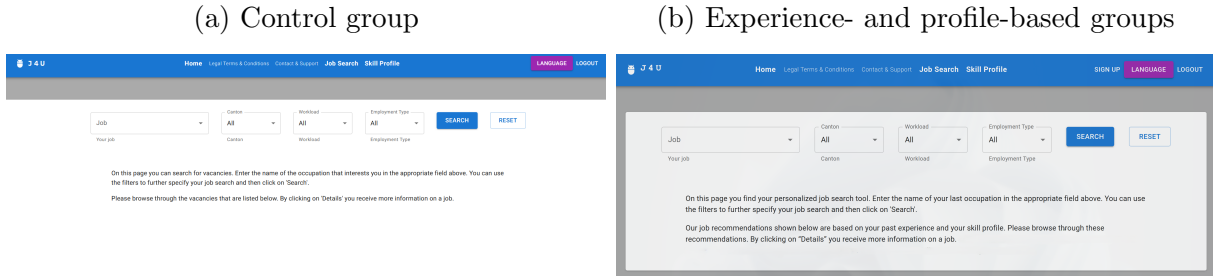 (a) Control group
J4U
Home Legal Terms & Conditions Contact & Support Job Search Skill Profile LANGUAGE LOGOUT
Job
Your job
Canton
All
Canton
Workload
All
Workload
Employment Type
All
Employment Type
SEARCH
RESET
On this page you can search for vacancies. Enter the name of the occupation that interests you in the appropriate field above. You can use
the filters to further specify your job search and then click on 'Search'.
Please browse through the vacancies that are listed below. By clicking on 'Details' you receive more information on a job.
(b) Experience- and profile-based groups
J4U
Home Legal Terms & Conditions Contact & Support Job Search Skill Profile SIGN UP LANGUAGE LOGOUT
Job
Your job
Canton
All
Canton
Workload
All
Workload
Employment Type
All
Employment Type
SEARCH
RESET
On this page you find your personalized job search tool. Enter the name of your last occupation in the appropriate field above. You can use
the filters to further specify your job search and then click on 'Search'.
Our job recommendations shown below are based on your past experience and your skill profile. Please browse through these
recommendations. By clicking on "Details" you receive more information on a job.